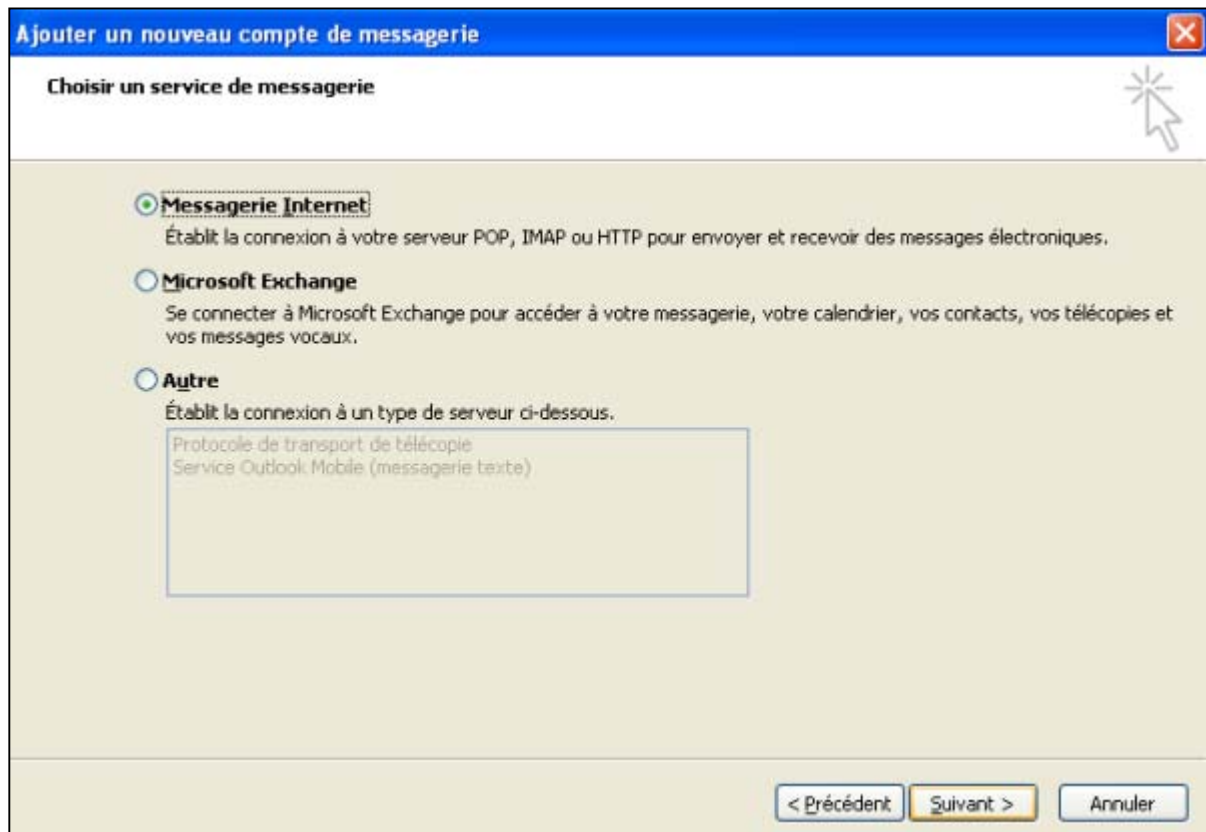 Ajouter un nouveau compte de messagerie
Choisir un service de messagerie
Messagerie Internet
Établit la connexion à votre serveur POP, IMAP ou HTTP pour envoyer et recevoir des messages électroniques.
Microsoft Exchange
Se connecter à Microsoft Exchange pour accéder à votre messagerie, votre calendrier, vos contacts, vos télécopies et
vos messages vocaux.
Autre
Établit la connexion à un type de serveur ci-dessous.
Protocole de transport de télécopie
Service Outlook Mobile (messagerie texte)
< Précédent Suivant > Annuler